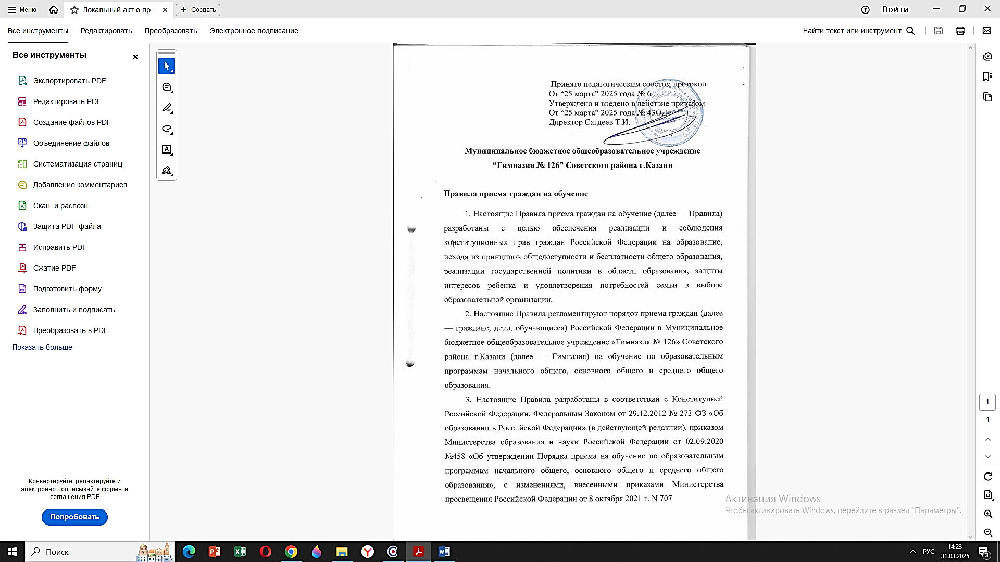 Меню
Локальный акт о пр...
Создать
Войти
Все инструменты
Редактировать
Преобразовать
Электронное подписание
Найти текст или инструмент
Все инструменты
Экспортировать PDF
Редактировать PDF
Создание файлов PDF
Объединение файлов
Систематизация страниц
Добавление комментариев
Скан. и распозн.
Защита PDF-файла
Исправить PDF
Сжатие PDF
Подготовить форму
Заполнить и подписать
Преобразовать в PDF
Показать больше
Конвертируйте, редактируйте и
электронно подписывайте формы и
соглашения PDF
Попробовать
Принято педагогическим советом протокол
От “25 марта” 2025 года № 6
Утверждено и введено в действие приказом
От “25 марта” 2025 года № 43ОД
Директор Сагдеев Т.И.
Муниципальное бюджетное общеобразовательное учреждение
“Гимназия № 126” Советского района г.Казани
Правила приема граждан на обучение
1. Настоящие Правила приема граждан на обучение (далее — Правила)
разработаны с целью обеспечения реализации и соблюдения
конституционных прав граждан Российской Федерации на образование,
исходя из принципов общедоступности и бесплатности общего образования,
реализации государственной политики в области образования, защиты
интересов ребенка и удовлетворения потребностей семьи в выборе
образовательной организации.
2. Настоящие Правила регламентируют порядок приема граждан (далее
— граждане, дети, обучающиеся) Российской Федерации в Муниципальное
бюджетное общеобразовательное учреждение «Гимназия № 126» Советского
района г.Казани (далее — Гимназия) на обучение по образовательным
программам начального общего, основного общего и среднего общего
образования.
3. Настоящие Правила разработаны в соответствии с Конституцией
Российской Федерации, Федеральным Законом от 29.12.2012 № 273-ФЗ «Об
образовании в Российской Федерации» (в действующей редакции), приказом
Министерства образования и науки Российской Федерации от 02.09.2020
№458 «Об утверждении Порядка приема на обучение по образовательным
программам начального общего, основного общего и среднего общего
образования», с изменениями, внесенными приказами Министерства
просвещения Российской Федерации от 8 октября 2021 г. N 707
1
1
Активация Windows
Чтобы активировать Windows, перейдите в раздел "Параметры".
Поиск
РУС
14:23
31.03.2025
3